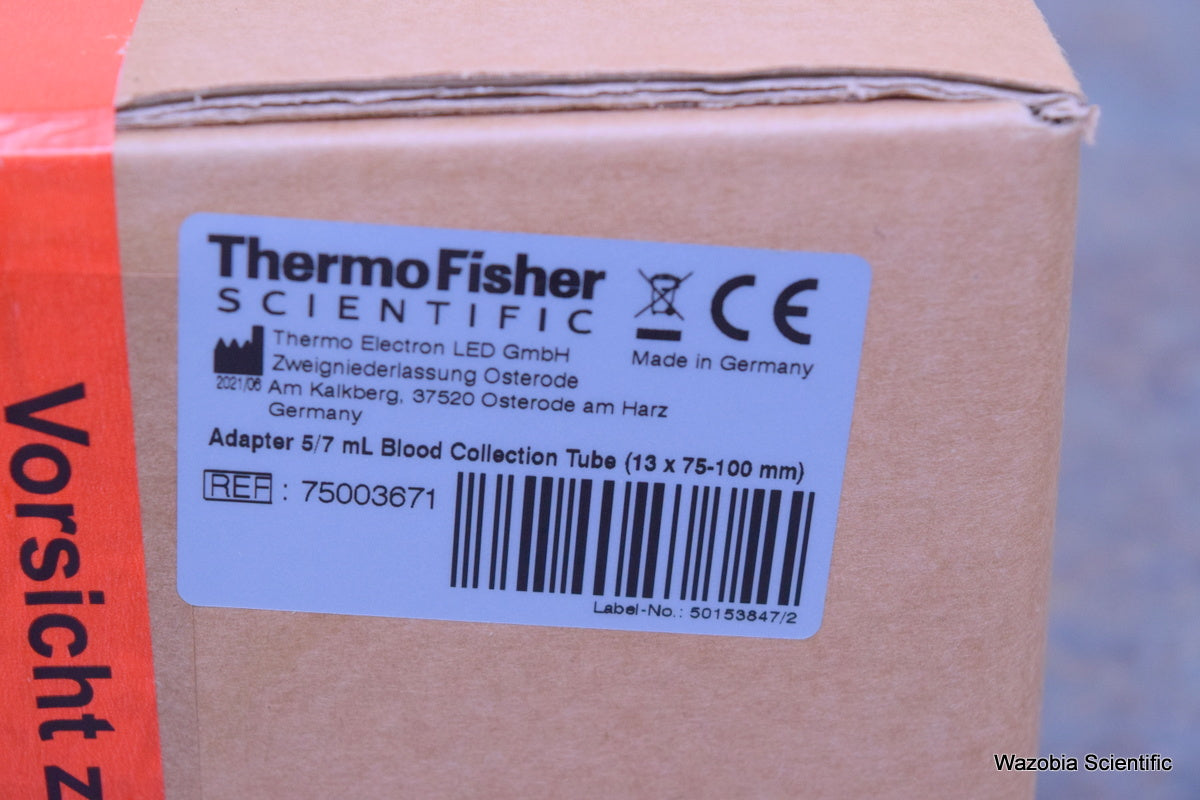 Thermo Fisher
SCIENTIFIC
CE
Made in Germany
Thermo Electron LED GmbH
Zweigniederlassung Osterode
Am Kalkberg, 37520 Osterode am Harz
Germany
2021/06
Adapter 5/7 mL Blood Collection Tube (13 x 75-100 mm)
REF : 75003671
Label-No.: 50153847/2
Vorsicht z
Wazobia Scientific